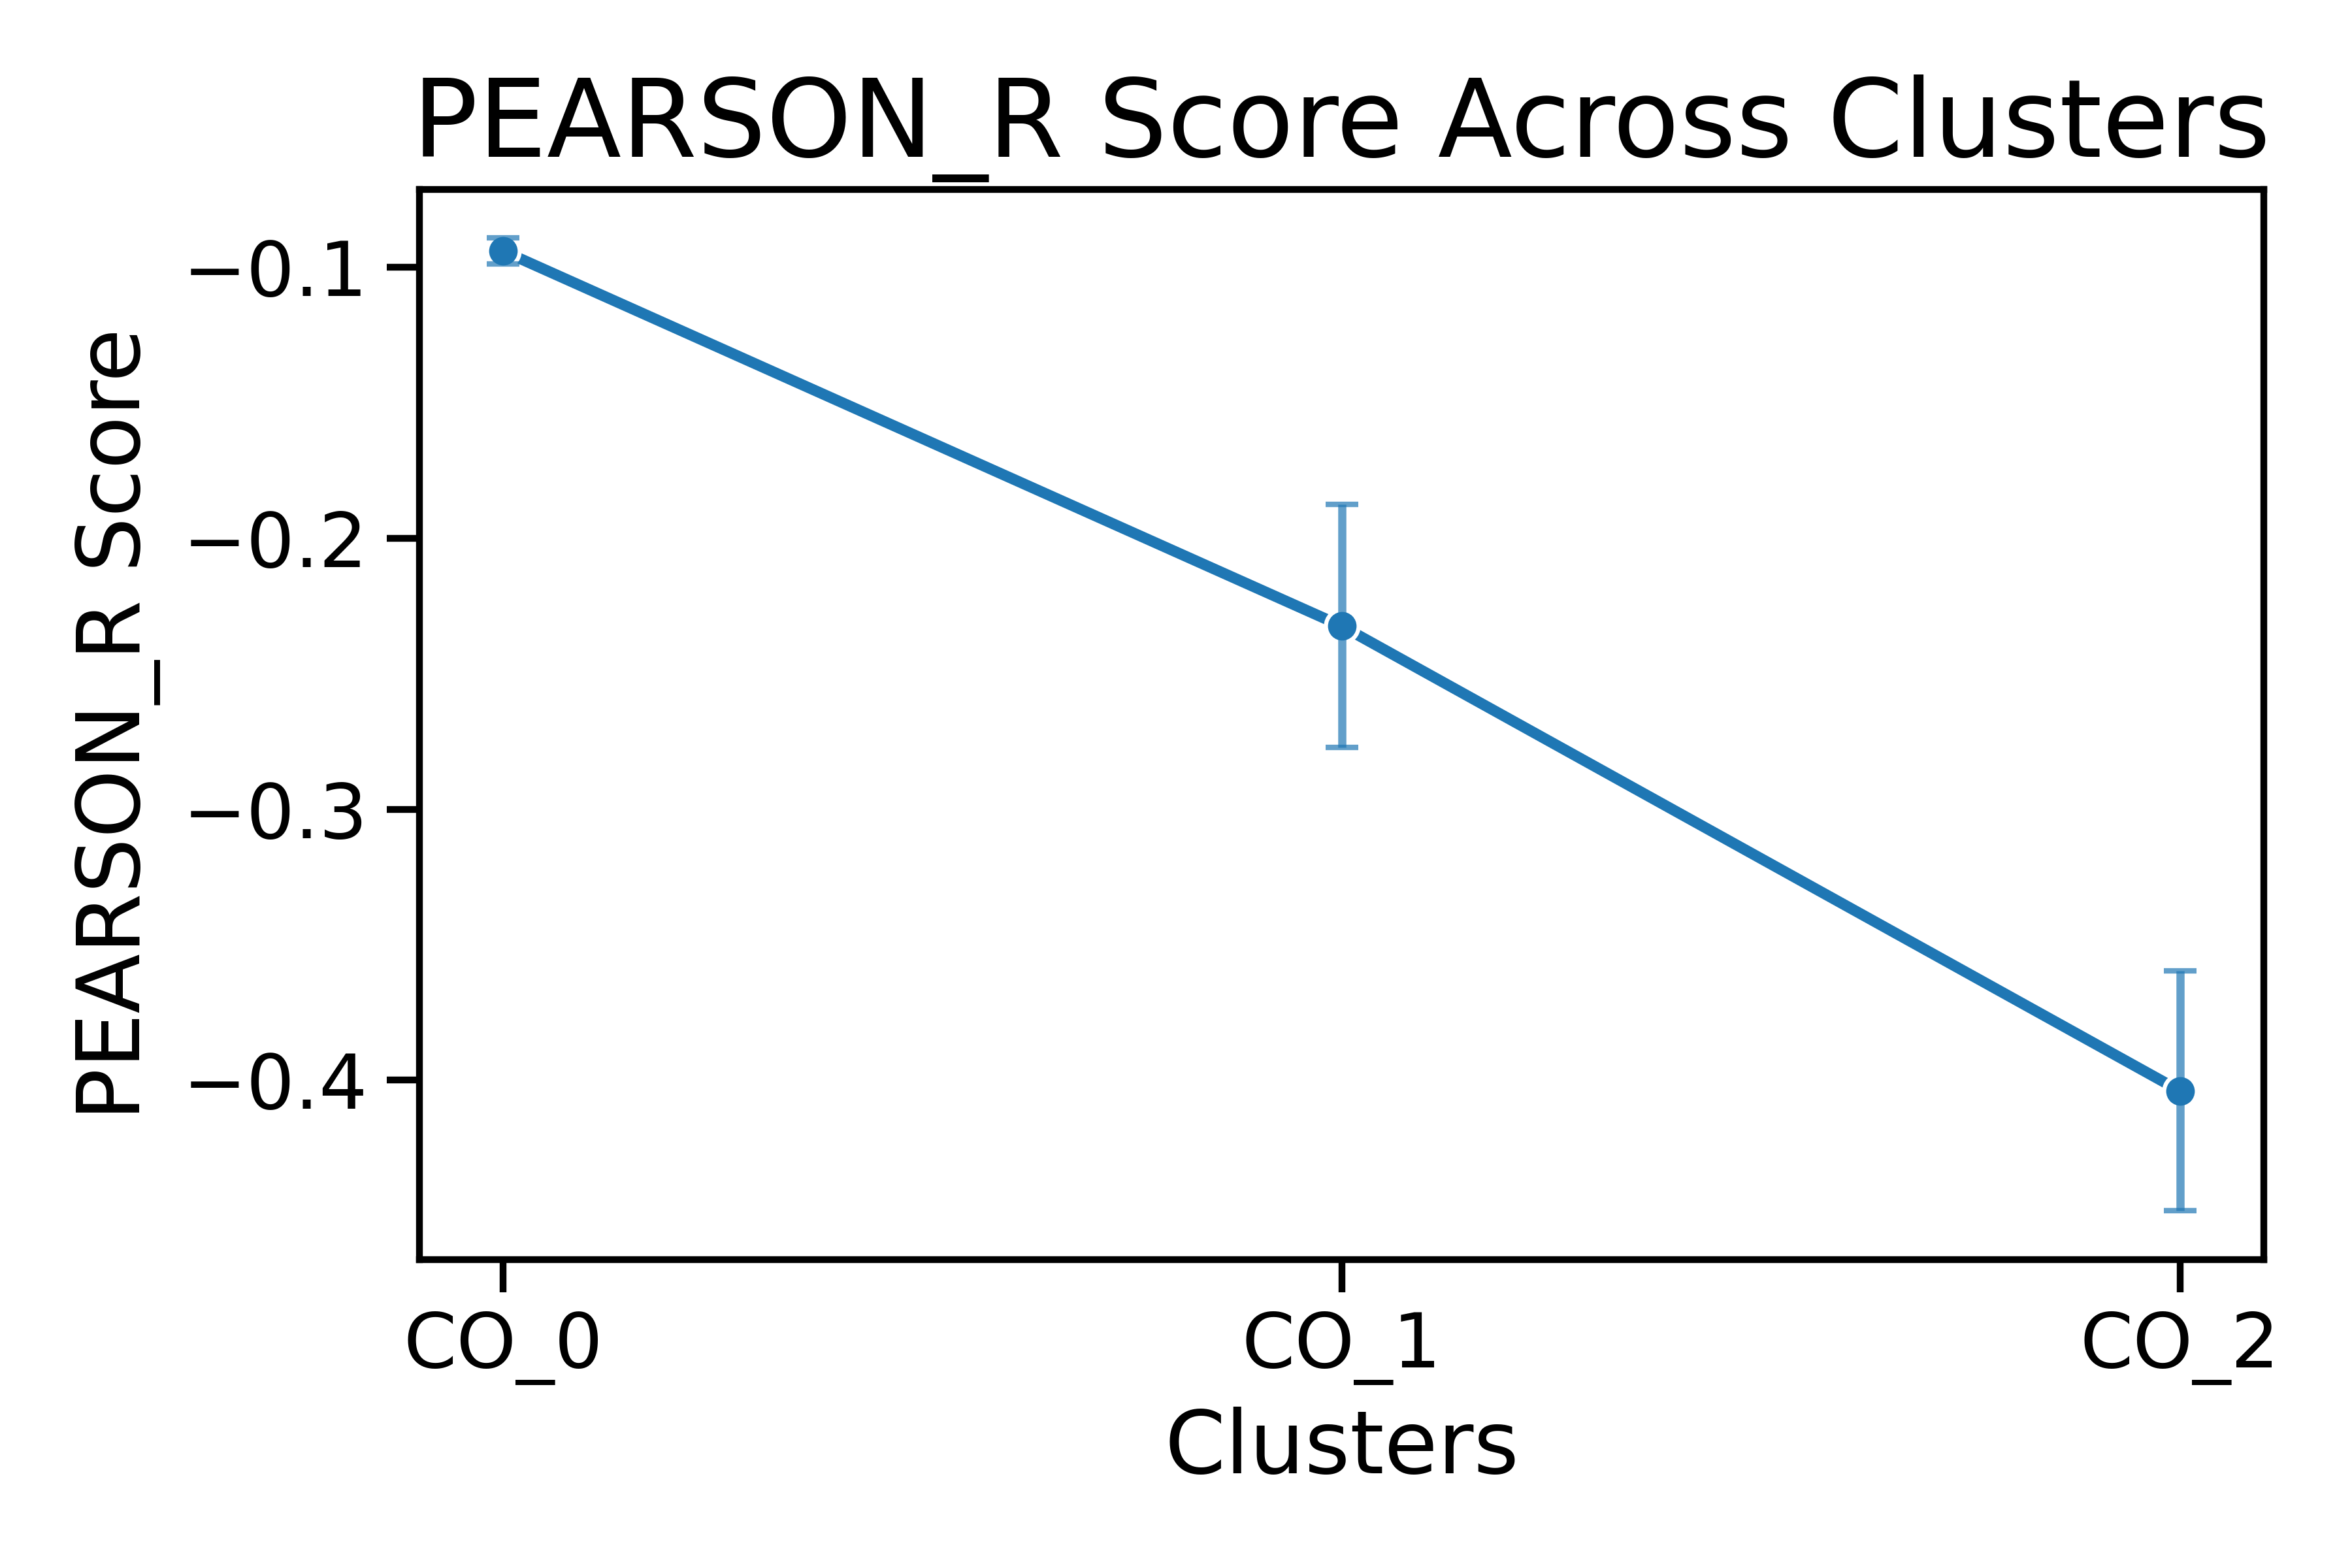 PEARSON_R Score Across Clusters
PEARSON_R Score
−0.1
−0.2
−0.3
−0.4
CO_0
CO_1
CO_2
Clusters